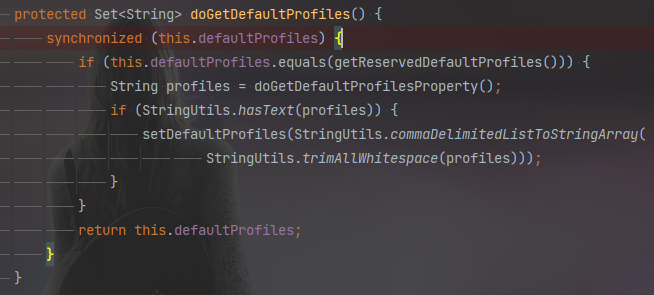 protected Set<String> doGetDefaultProfiles() {
synchronized (this.defaultProfiles) {
if (this.defaultProfiles.equals(getReservedDefaultProfiles())) {
String profiles = doGetDefaultProfilesProperty();
if (StringUtils.hasText(profiles)) {
setDefaultProfiles(StringUtils.commaDelimitedListToStringArray(
StringUtils.trimAllWhitespace(profiles)));
}
}
return this.defaultProfiles;
}
}